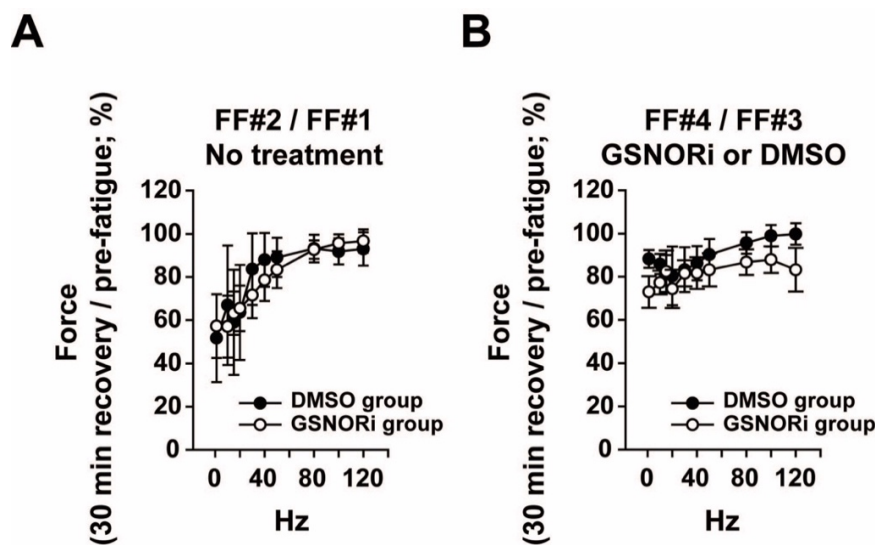 A
FF#2 / FF#1
No treatment
Force
(30 min recovery / pre-fatigue; %)
120
100
80
60
40
20
0
DMSO group
GSNORi group
0 40 80 120
Hz
B
FF#4 / FF#3
GSNORi or DMSO
Force
(30 min recovery / pre-fatigue; %)
120
100
80
60
40
20
0
DMSO group
GSNORi group
0 40 80 120
Hz